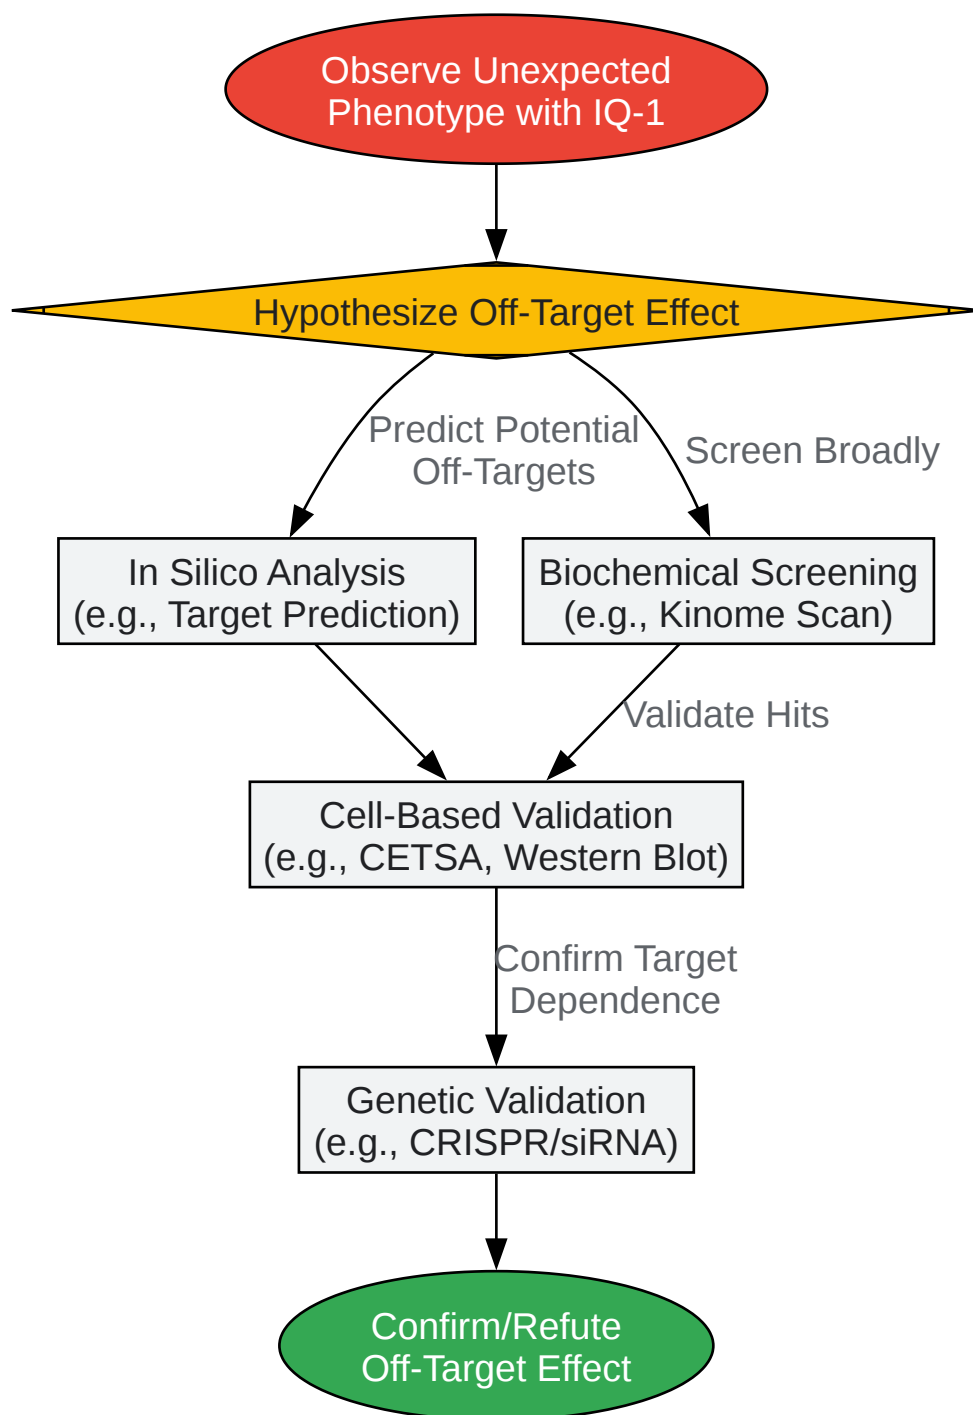 Observe Unexpected
Phenotype with IQ-1
Hypothesize Off-Target Effect
Predict Potential
Off-Targets
Screen Broadly
In Silico Analysis
(e.g., Target Prediction)
Biochemical Screening
(e.g., Kinome Scan)
Validate Hits
Cell-Based Validation
(e.g., CETSA, Western Blot)
Confirm Target
Dependence
Genetic Validation
(e.g., CRISPR/siRNA)
Confirm/Refute
Off-Target Effect